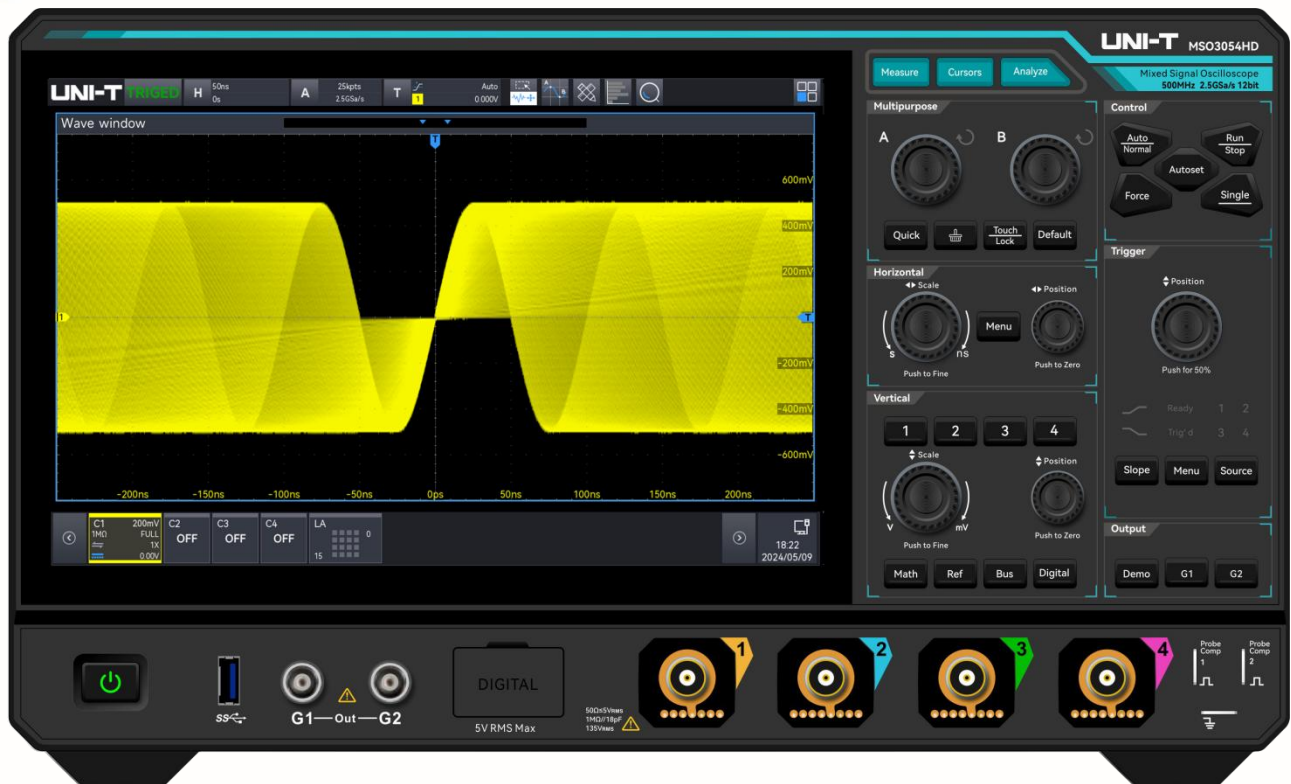 UNI-T MSO3054HD
Mixed Signal Oscilloscope
500MHz 2.5GSa/s 12bit
Measure
Cursors
Analyze
UNI-T TRIGED
H 50ns
0s
A 25kpts
2.5GSa/s
T 1 Auto
0.000V
Wave window
T
600mV
400mV
200mV
1
T
-200mV
-400mV
-600mV
-200ns -150ns -100ns -50ns 0ps 50ns 100ns 150ns 200ns
C1 200mV
1MΩ FULL
1X
0.00V
C2
OFF
C3
OFF
C4
OFF
LA
0
15
18:22
2024/05/09
Multipurpose
A
B
Quick
Touch
Lock
Default
Horizontal
Scale
Position
Menu
s
ns
Push to Fine
Push to Zero
Vertical
1
2
3
4
Scale
Position
V
mV
Push to Fine
Push to Zero
Math
Ref
Bus
Digital
Control
Auto
Normal
Run
Stop
Autoset
Force
Single
Trigger
Position
Push for 50%
Ready 1 2
Trig'd 3 4
Slope
Menu
Source
Output
Demo
G1
G2
SS
G1—Out—G2
DIGITAL
5V RMS Max
50Ω≤5VRMS
1MΩ//18pF
135VRMS
1
2
3
4
Probe
Comp
1
Probe
Comp
2